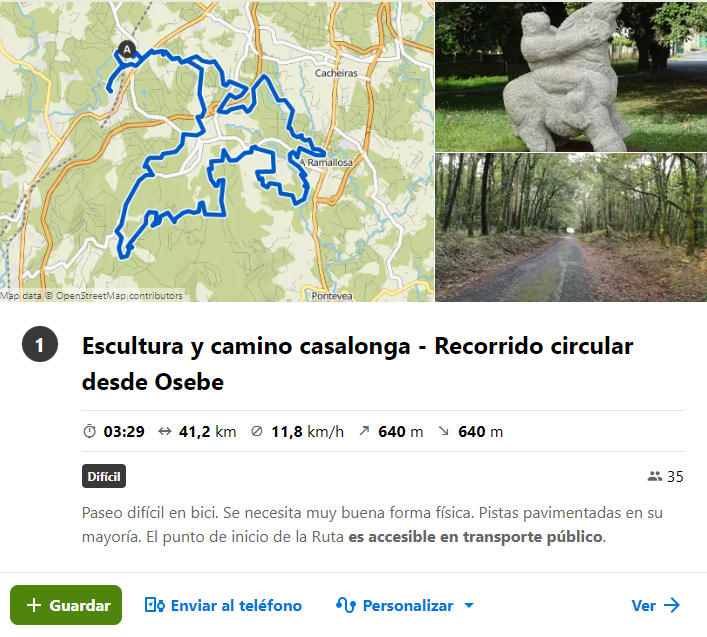 A
Cacheiras
A Ramallosa
Map data © OpenStreetMap contributors
Pontevea
1
Escultura y camino casalonga - Recorrido circular
desde Osebe
03:29 41,2 km 11,8 km/h 640 m 640 m
Difícil
35
Paseo difícil en bici. Se necesita muy buena forma física. Pistas pavimentadas en su
mayoría. El punto de inicio de la Ruta es accesible en transporte público.
+ Guardar Enviar al teléfono Personalizar Ver →